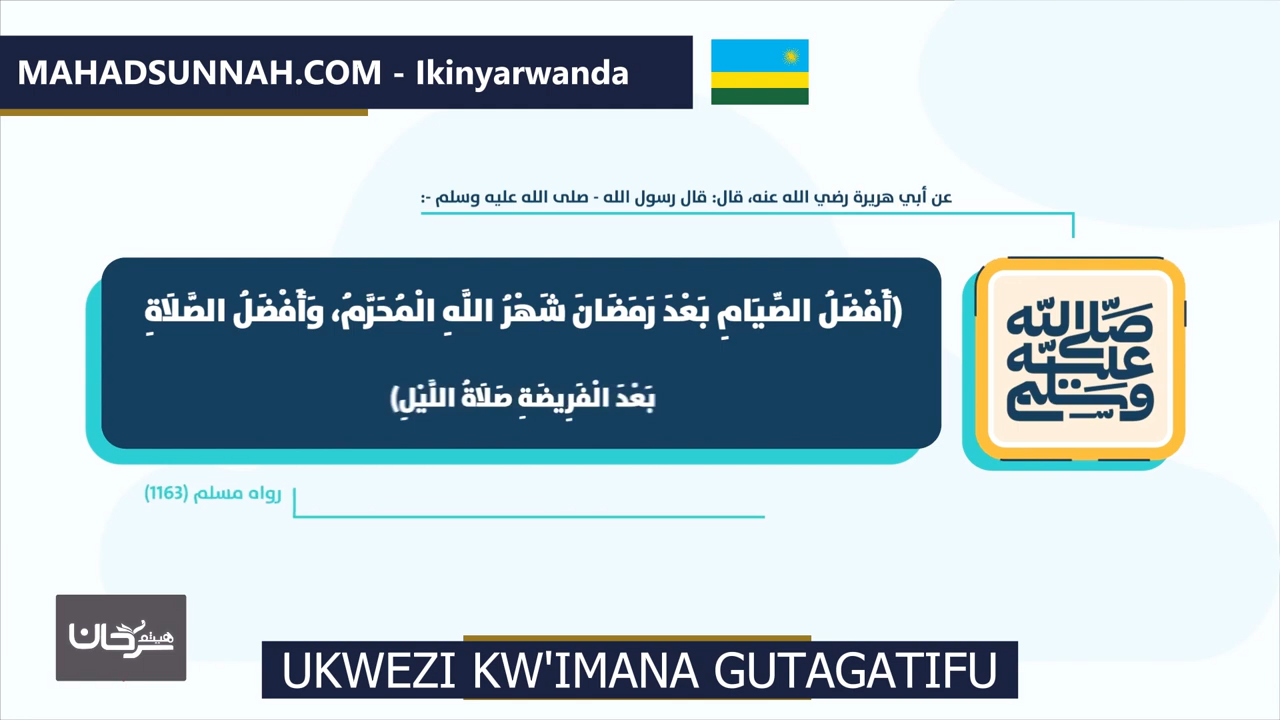 MAHADSUNNAH.COM - Ikinyarwanda
عن أبي هريرة رضي الله عنه، قال: قال رسول الله - صلى الله عليه وسلم -:
(أَفْضَلُ الصِّيَامِ بَعْدَ رَمَضَانَ شَهْرُ اللَّهِ الْمُحَرَّمُ، وَأَفْضَلُ الصَّلَاةِ
بَعْدَ الْفَرِيضَةِ صَلَاةُ اللَّيْلِ)
صلى الله
عليه
وسلم
رواه مسلم (1163)
هيثم سرحان
UKWEZI KW'IMANA GUTAGATIFU